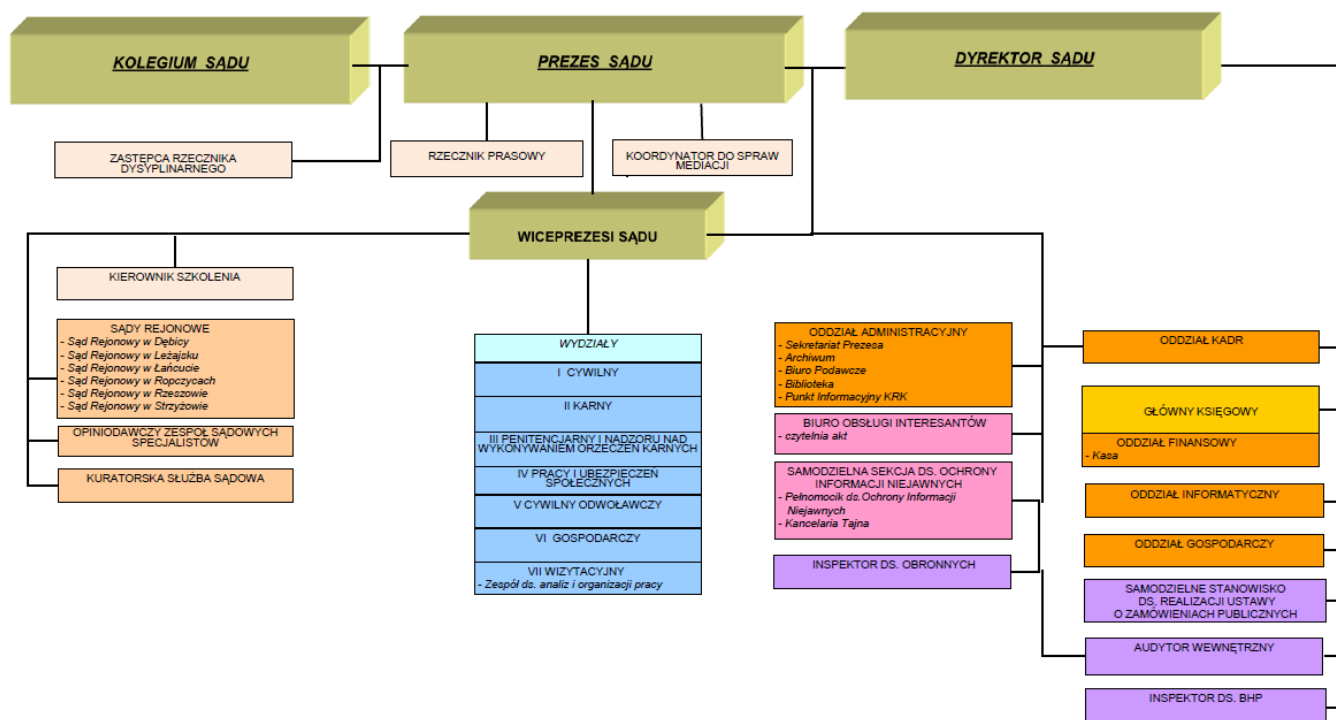 KOLEGIUM SĄDU
PREZES SĄDU
DYREKTOR SĄDU
ZASTĘPCA RZECZNIKA
DYSYPLINARNEGO
RZECZNIK PRASOWY
KOORDYNATOR DO SPRAW
MEDIACJI
WICEPREZESI SĄDU
KIEROWNIK SZKOLENIA
SĄDY REJONOWE
- Sąd Rejonowy w Dębicy
- Sąd Rejonowy w Leżajsku
- Sąd Rejonowy w Łańcucie
- Sąd Rejonowy w Ropczycach
- Sąd Rejonowy w Rzeszowie
- Sąd Rejonowy w Strzyżowie
OPINIODAWCZY ZESPÓŁ SĄDOWYCH
SPECJALISTÓW
KURATORSKA SŁUŻBA SĄDOWA
WYDZIAŁY
I CYWILNY
II KARNY
III PENITENCJARNY I NADZORU NAD
WYKONYWANIEM ORZECZEŃ KARNYCH
IV PRACY I UBEZPIECZEŃ
SPOŁECZNYCH
V CYWILNY ODWOŁAWCZY
VI GOSPODARCZY
VII WIZYTACYJNY
- Zespół ds. analiz i organizacji pracy
ODDZIAŁ ADMINISTRACYJNY
- Sekretariat Prezesa
- Archiwum
- Biuro Podawcze
- Biblioteka
- Punkt Informacyjny KRK
BIURO OBSŁUGI INTERESANTÓW
- czytelnia akt
SAMODZIELNA SEKCJA DS. OCHRONY
INFORMACJI NIEJAWNYCH
- Pełnomocik ds.Ochrony Informacji
Niejawnych
- Kancelaria Tajna
INSPEKTOR DS. OBRONNYCH
ODDZIAŁ KADR
GŁÓWNY KSIĘGOWY
ODDZIAŁ FINANSOWY
- Kasa
ODDZIAŁ INFORMATYCZNY
ODDZIAŁ GOSPODARCZY
SAMODZIELNE STANOWISKO
DS. REALIZACJI USTAWY
O ZAMÓWIENIACH PUBLICZNYCH
AUDYTOR WEWNĘTRZNY
INSPEKTOR DS. BHP